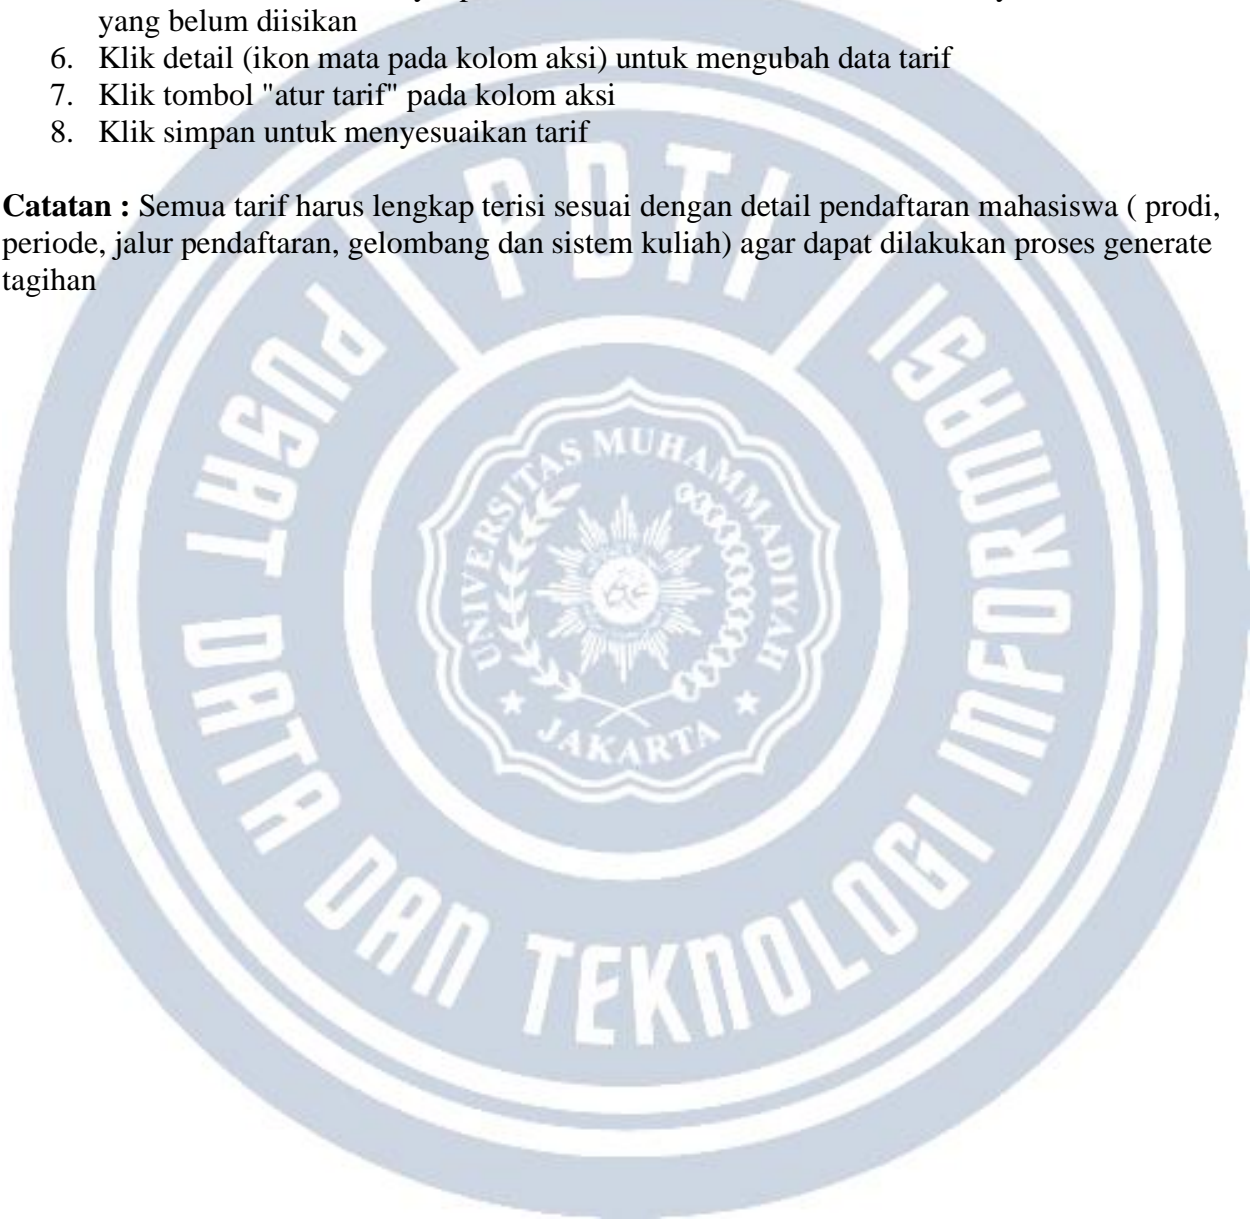 yang belum diisikan
6. Klik detail (ikon mata pada kolom aksi) untuk mengubah data tarif
7. Klik tombol "atur tarif" pada kolom aksi
8. Klik simpan untuk menyesuaikan tarif
Catatan : Semua tarif harus lengkap terisi sesuai dengan detail pendaftaran mahasiswa ( prodi,
periode, jalur pendaftaran, gelombang dan sistem kuliah) agar dapat dilakukan proses generate
tagihan
PDTI
PUSAT DATA DAN TEKNOLOGI INFORMASI
UNIVERSITAS MUHAMMADIYAH
JAKARTA